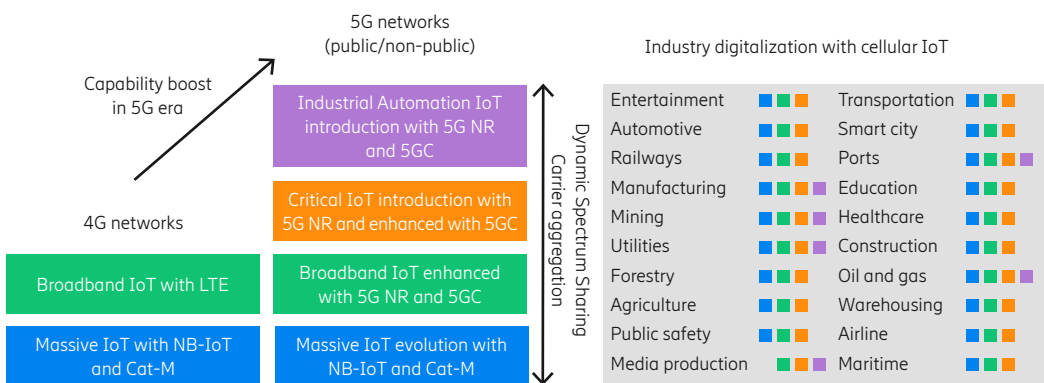 5G networks
(public/non-public)
Capability boost
in 5G era
4G networks
Broadband IoT with LTE
Massive IoT with NB-IoT
and Cat-M
Industrial Automation IoT
introduction with 5G NR
and 5GC
Critical IoT introduction with
5G NR and enhanced with 5GC
Broadband IoT enhanced
with 5G NR and 5GC
Massive IoT evolution with
NB-IoT and Cat-M
Dynamic Spectrum Sharing
Carrier aggregation
Industry digitalization with cellular IoT
Entertainment
Automotive
Railways
Manufacturing
Mining
Utilities
Forestry
Agriculture
Public safety
Media production
Transportation
Smart city
Ports
Education
Healthcare
Construction
Oil and gas
Warehousing
Airline
Maritime